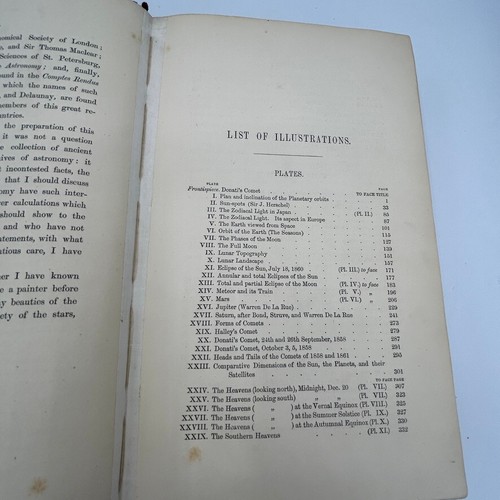 nomical Society of London;
and Sir Thomas Maclear;
Sciences of St. Petersburg,
Astronomy; and, finally,
ound in the Comptes Rendus
which the names of such
and Delaunay, are found
embers of this great re-
untries.
the preparation of this
it was not a question
he collection of ancient
tives of astronomy: it
t incontested facts, the
that I should discuss
omy have such inter-
er calculations which
should show to the
and who have not
atements, with what
ntious care, I have
er I have known
e a painter before
ny beauties of the
ety of the stars,
LIST OF ILLUSTRATIONS.
PLATES.
PLATE PAGE
Frontispiece. Donati's Comet TO FACE TITLE
I. Plan and inclination of the Planetary orbits 1
II. Sun-spots (Sir J. Herschel) 33
III. The Zodiacal Light in Japan (Pl. II.) 85
IV. The Zodiacal Light. Its aspect in Europe 87
V. The Earth viewed from Space 101
VI. Orbit of the Earth (The Seasons) 115
VII. The Phases of the Moon 127
VIII. The Full Moon 139
IX. Lunar Topography 151
X. Lunar Landscape 157
XI. Eclipse of the Sun, July 18, 1860 (Pl. III.) to face 171
XII. Annular and total Eclipses of the Sun 177
XIII. Total and partial Eclipse of the Moon (Pl. IV.) to face 183
XIV. Meteor and its Train (Pl. V.) „ 196
XV. Mars (Pl. VI.) „ 206
XVI. Jupiter (Warren De La Rue) 229
XVII. Saturn, after Bond, Struve, and Warren De La Rue 241
XVIII. Forms of Comets 273
XIX. Halley's Comet 279
XX. Donati's Comet, 24th and 26th September, 1858 287
XXI. Donati's Comet, October 3, 5, 1858 291
XXII. Heads and Tails of the Comets of 1858 and 1861 295
XXIII. Comparative Dimensions of the Sun, the Planets, and their
Satellites 301
TO FACE PAGE
XXIV. The Heavens (looking north), Midnight, Dec. 20 (Pl. VII.) 307
XXV. The Heavens (looking south) „ „ (Pl. VII.) 323
XXVI. The Heavens ( „ ) at the Vernal Equinox (Pl. VIII.) 325
XXVII. The Heavens ( „ ) at the Summer Solstice (Pl. IX.) 327
XXVIII. The Heavens ( „ ) at the Autumnal Equinox (Pl. X.) 330
XXIX. The Southern Heavens (Pl. XI.) 332